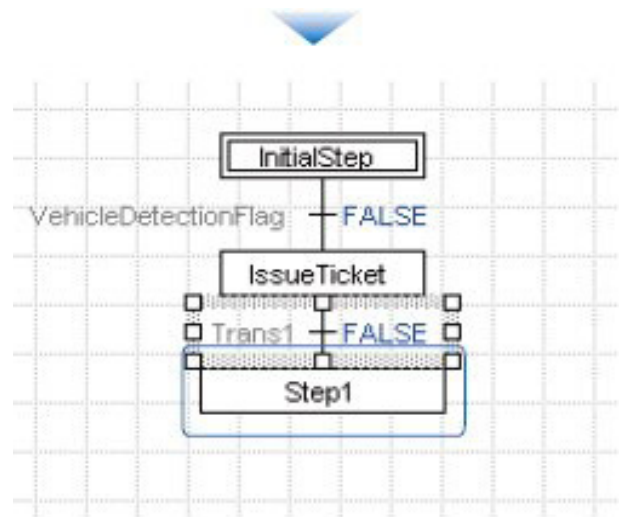 InitialStep
VehicleDetectionFlag FALSE
IssueTicket
Trans1 FALSE
Step1